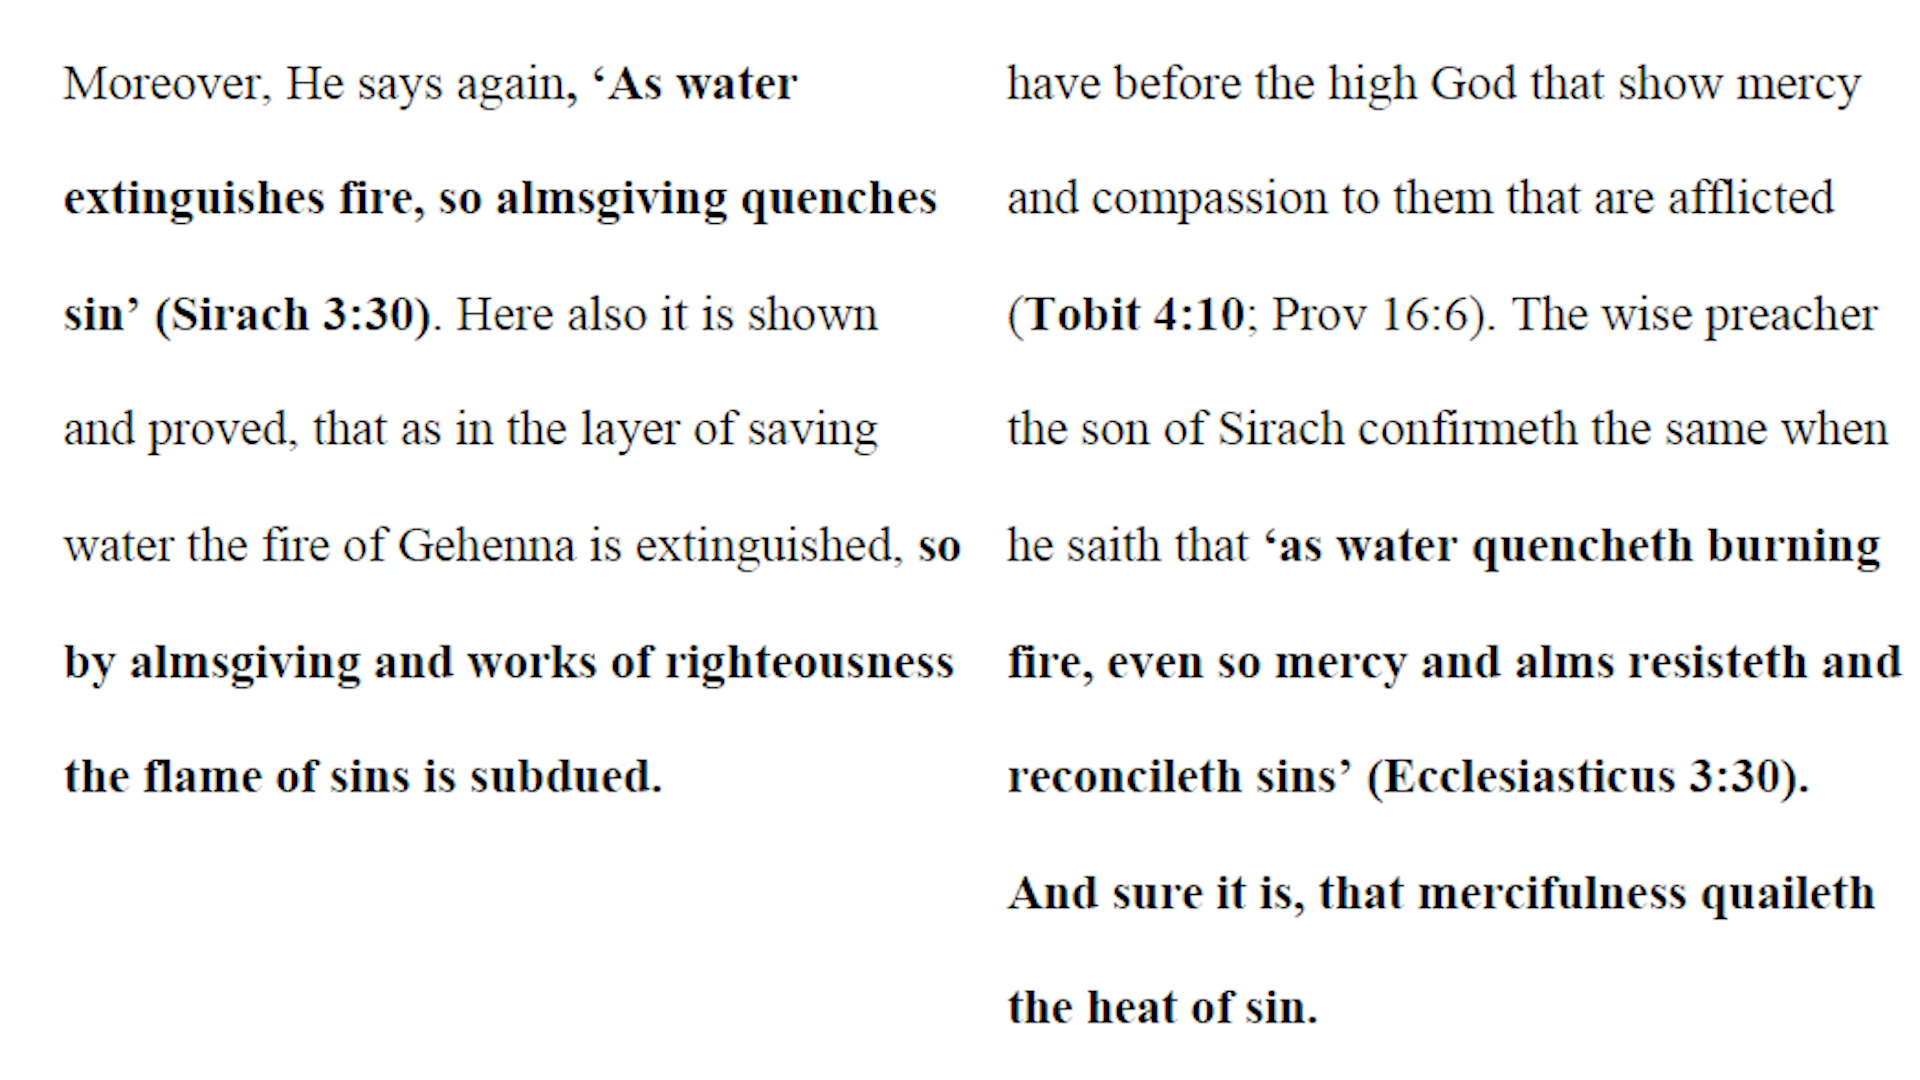 Moreover, He says again, ‘As water
extinguishes fire, so almsgiving quenches
sin’ (Sirach 3:30). Here also it is shown
and proved, that as in the layer of saving
water the fire of Gehenna is extinguished, so
by almsgiving and works of righteousness
the flame of sins is subdued.
have before the high God that show mercy
and compassion to them that are afflicted
(Tobit 4:10; Prov 16:6). The wise preacher
the son of Sirach confirmeth the same when
he saith that ‘as water quencheth burning
fire, even so mercy and alms resisteth and
reconcileth sins’ (Ecclesiasticus 3:30).
And sure it is, that mercifulness quaileth
the heat of sin.